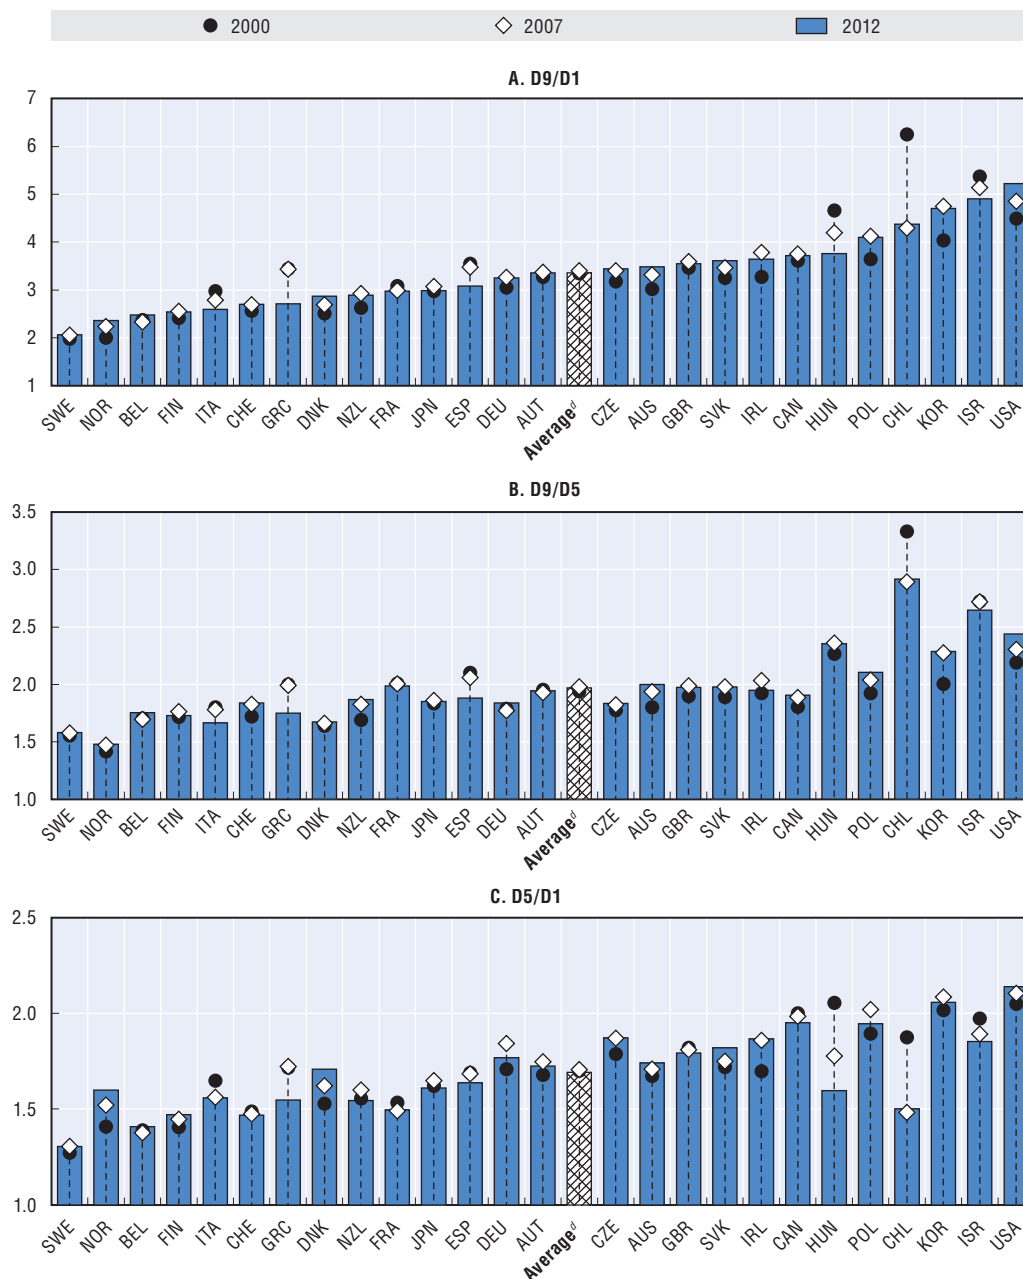 2000 2007 2012
A. D9/D1
7
6
5
4
3
2
1
SWE NOR BEL FIN ITA CHE GRC DNK NZL FRA JPN ESP DEU AUT Averageᵈ CZE AUS GBR SVK IRL CAN HUN POL CHL KOR ISR USA
B. D9/D5
3.5
3.0
2.5
2.0
1.5
1.0
SWE NOR BEL FIN ITA CHE GRC DNK NZL FRA JPN ESP DEU AUT Averageᵈ CZE AUS GBR SVK IRL CAN HUN POL CHL KOR ISR USA
C. D5/D1
2.5
2.0
1.5
1.0
SWE NOR BEL FIN ITA CHE GRC DNK NZL FRA JPN ESP DEU AUT Averageᵈ CZE AUS GBR SVK IRL CAN HUN POL CHL KOR ISR USA